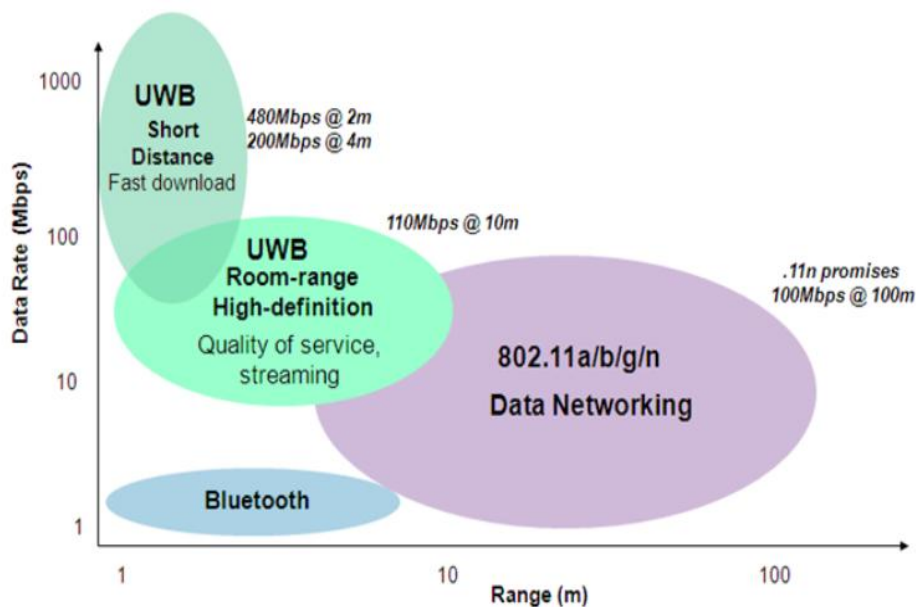 1000
UWB
Short
Distance
Fast download
480Mbps @ 2m
200Mbps @ 4m
100
UWB
Room-range
High-definition
Quality of service,
streaming
110Mbps @ 10m
.11n promises
100Mbps @ 100m
802.11a/b/g/n
Data Networking
10
Bluetooth
1
Data Rate (Mbps)
1
10
100
Range (m)